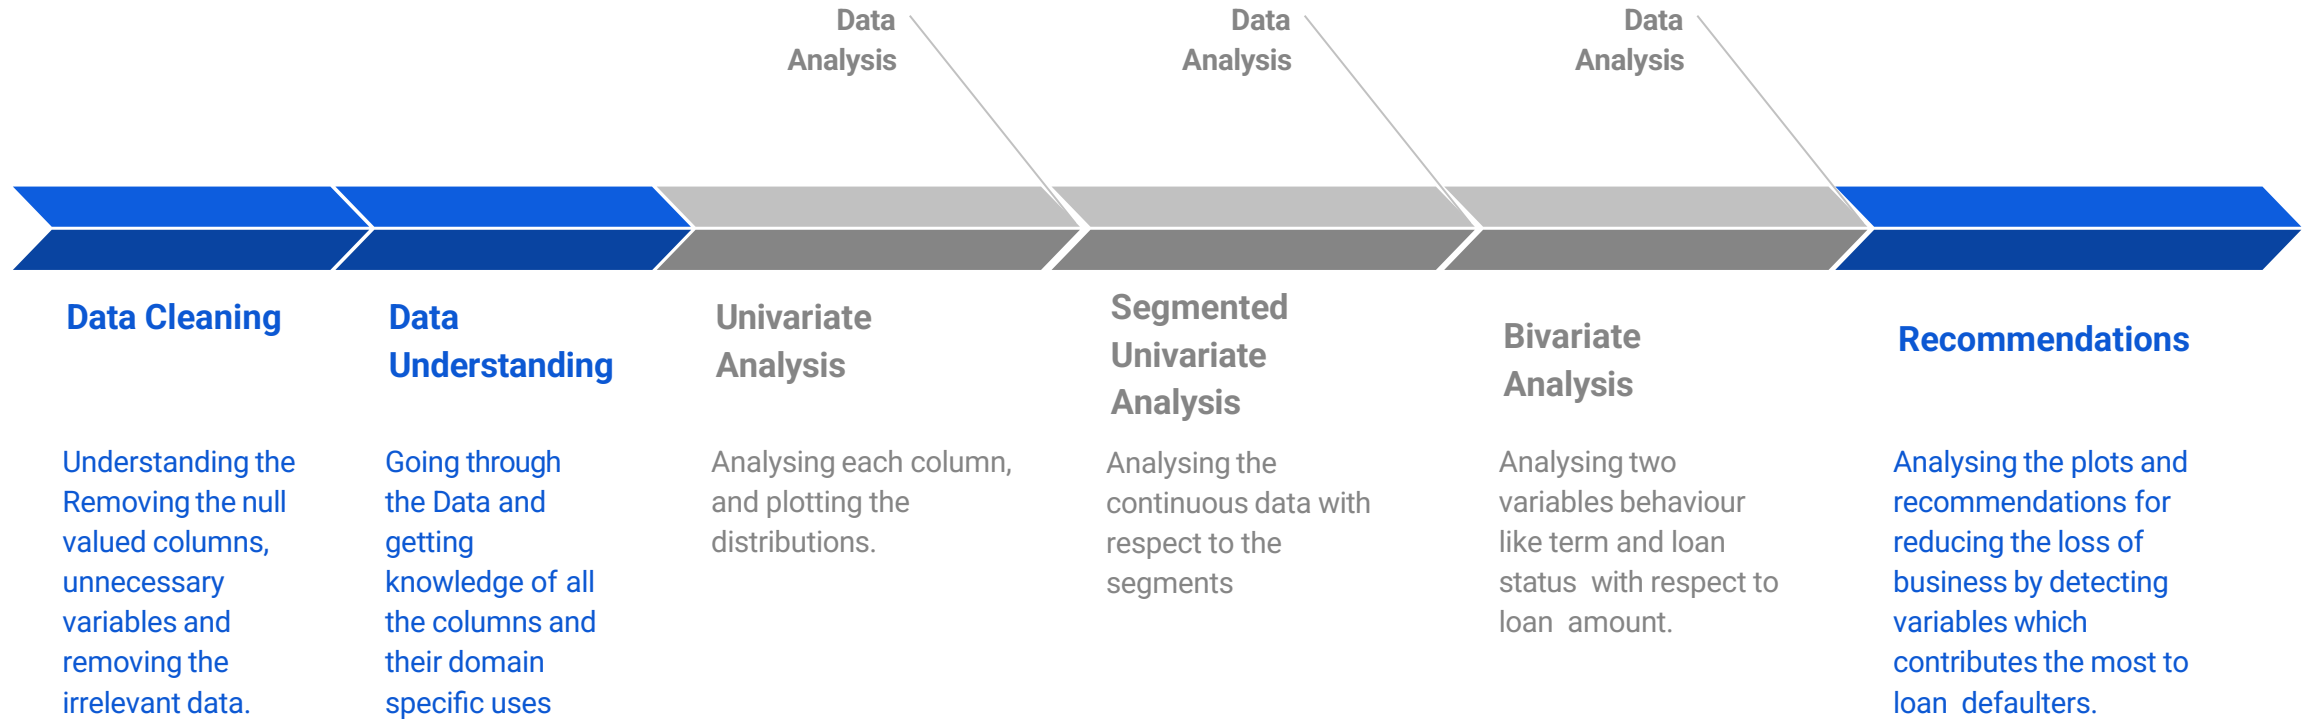 Data
Analysis
Data
Analysis
Data
Analysis
Data Cleaning
Understanding the
Removing the null
valued columns,
unnecessary
variables and
removing the
irrelevant data.
Data
Understanding
Going through
the Data and
getting
knowledge of all
the columns and
their domain
specific uses
Univariate
Analysis
Analysing each column,
and plotting the
distributions.
Segmented
Univariate
Analysis
Analysing the
continuous data with
respect to the
segments
Bivariate
Analysis
Analysing two
variables behaviour
like term and loan
status with respect to
loan amount.
Recommendations
Analysing the plots and
recommendations for
reducing the loss of
business by detecting
variables which
contributes the most to
loan defaulters.